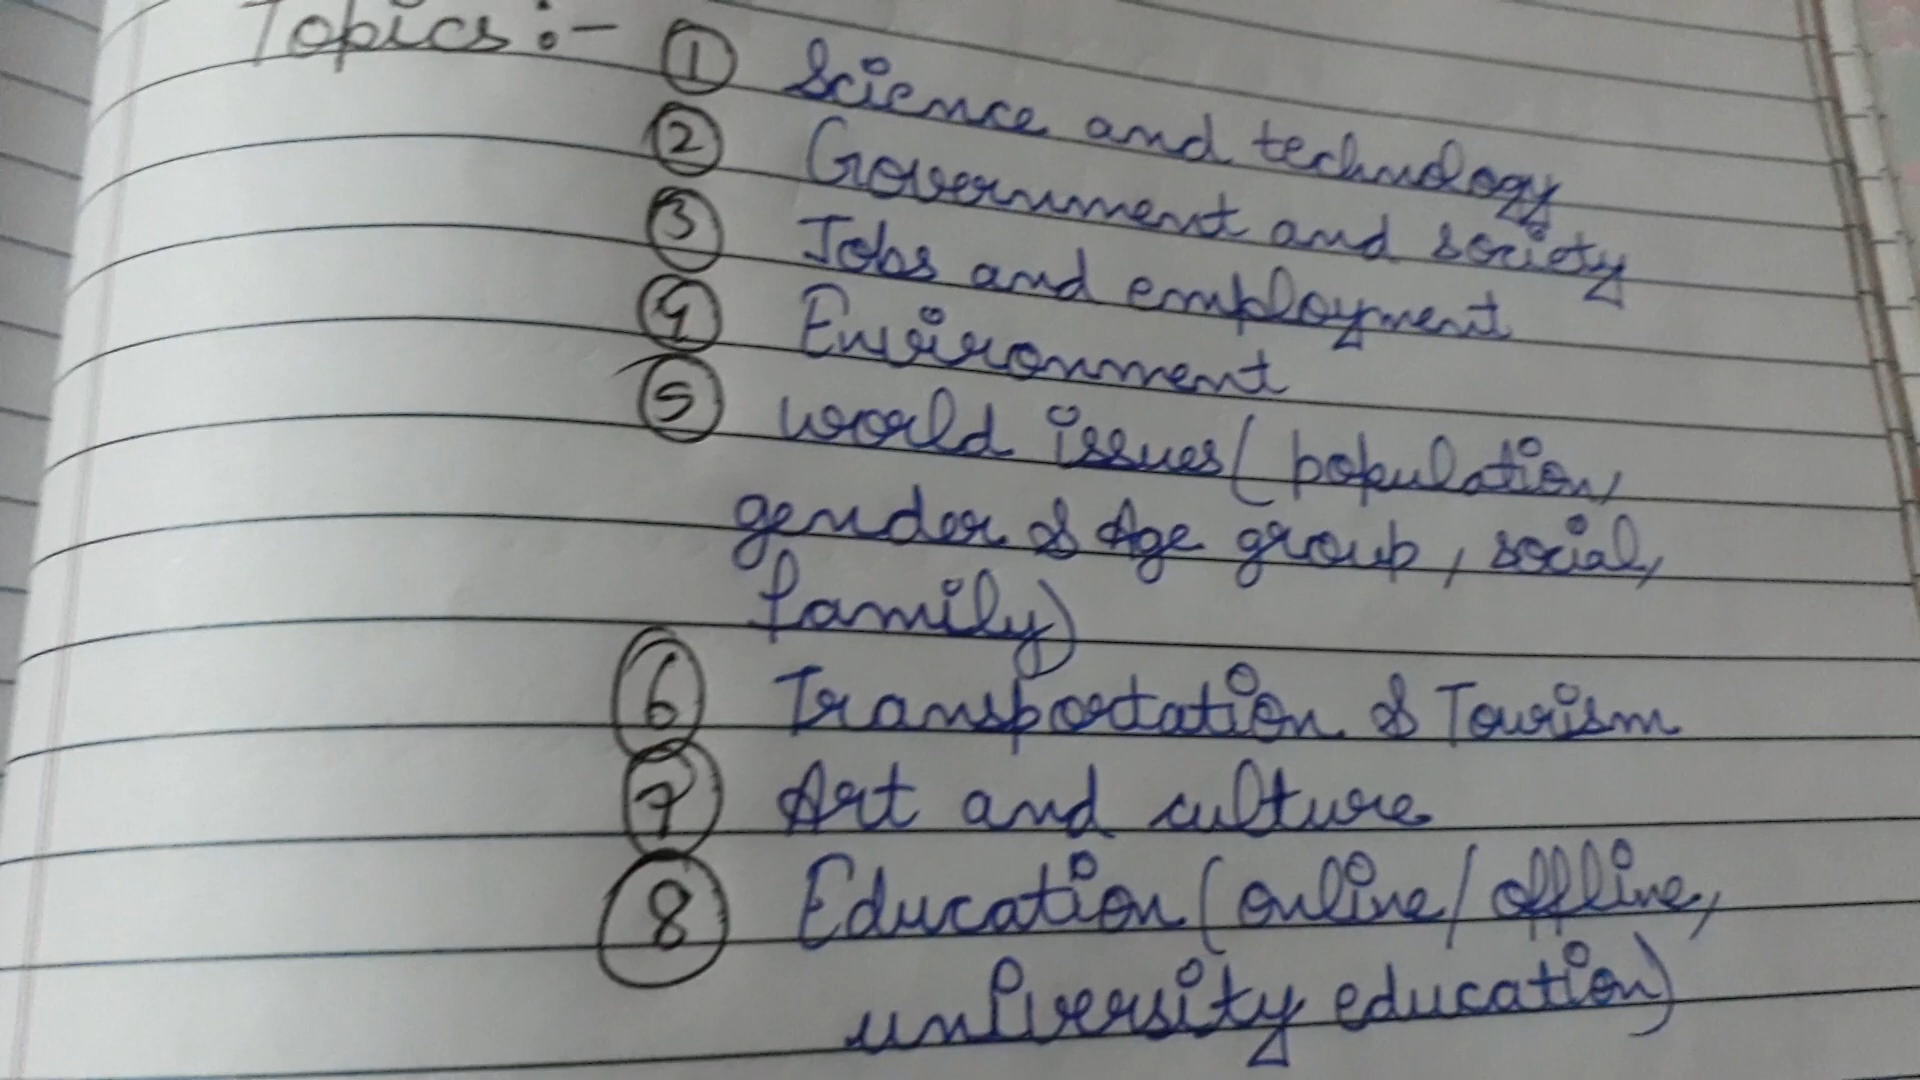 Topics :- ① Science and technology
② Government and society
③ Jobs and employment
④ Environment
⑤ world issues ( population,
gender & Age group, social,
family)
⑥ Transportation & Tourism
⑦ Art and culture
⑧ Education ( online / offline,
university education)